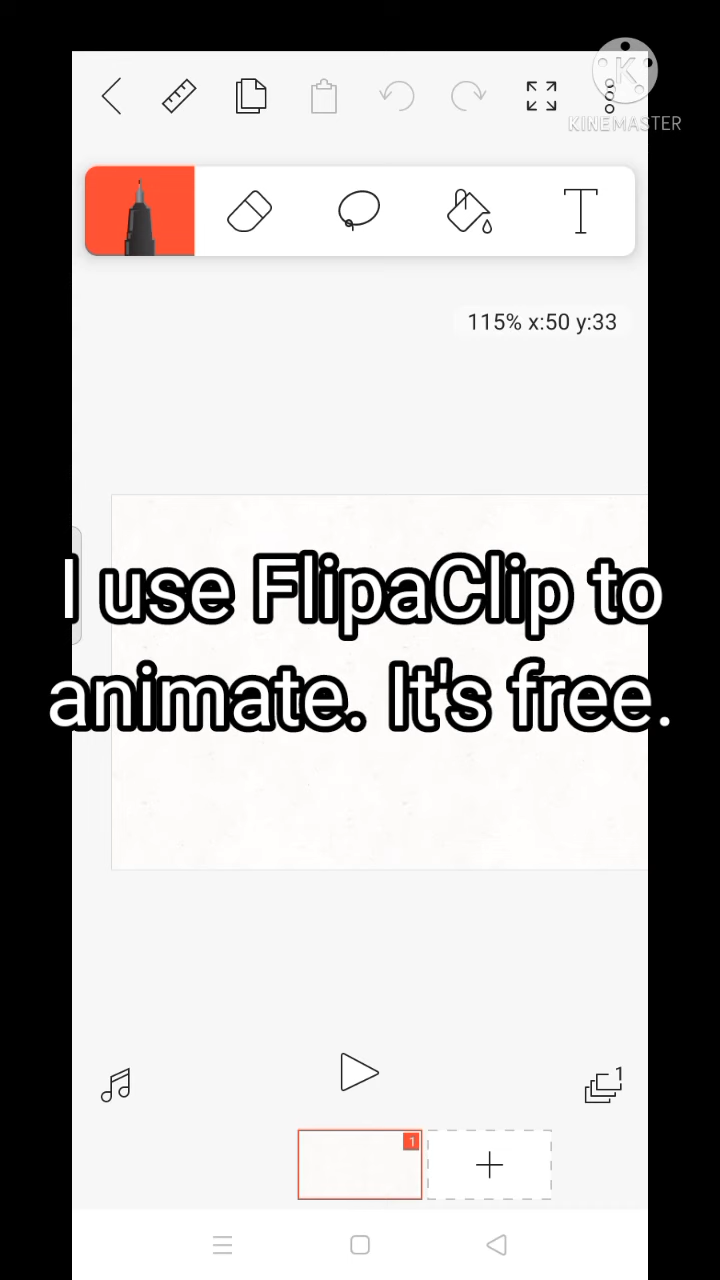 K
KINEMASTER
T
115% x:50 y:33
I use FlipaClip to
animate. It's free.
1
1